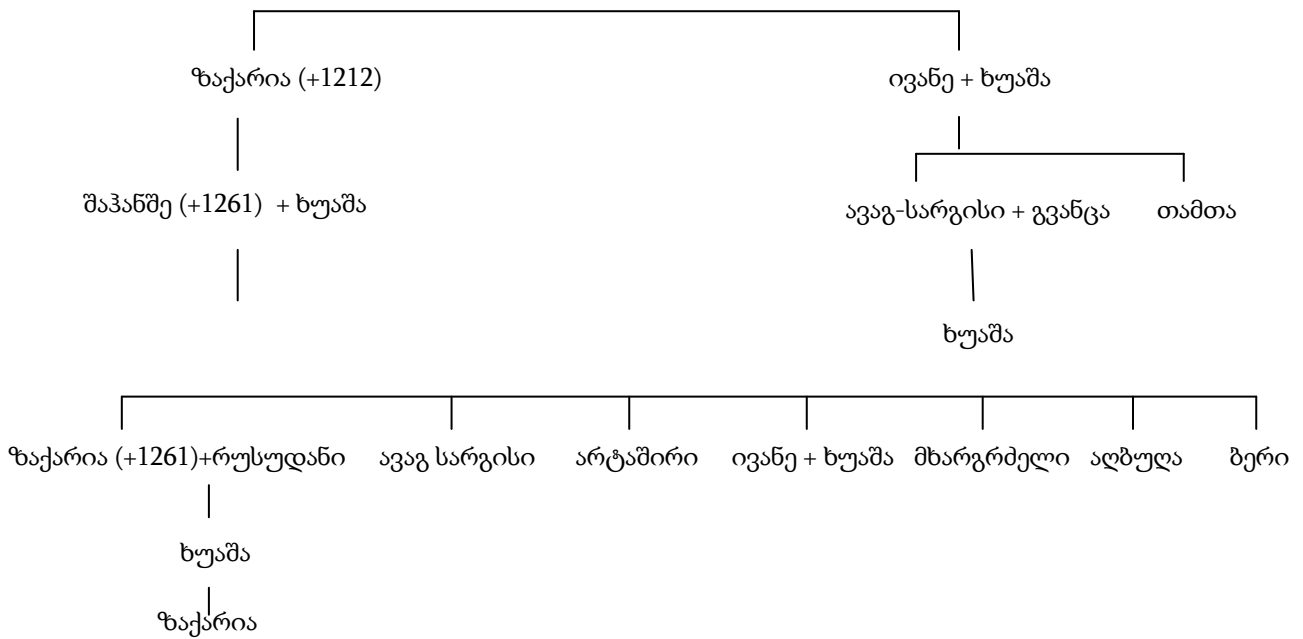 ზაქარია (+1212) ივანე + ხუაშა
შაჰანშე (+1261) + ხუაშა ავაგ-სარგისი + გვანცა თამთა
ხუაშა
ზაქარია (+1261)+რუსუდანი ავაგ სარგისი არტაშირი ივანე + ხუაშა მხარგრძელი აღბუღა ბერი
ხუაშა
ზაქარია